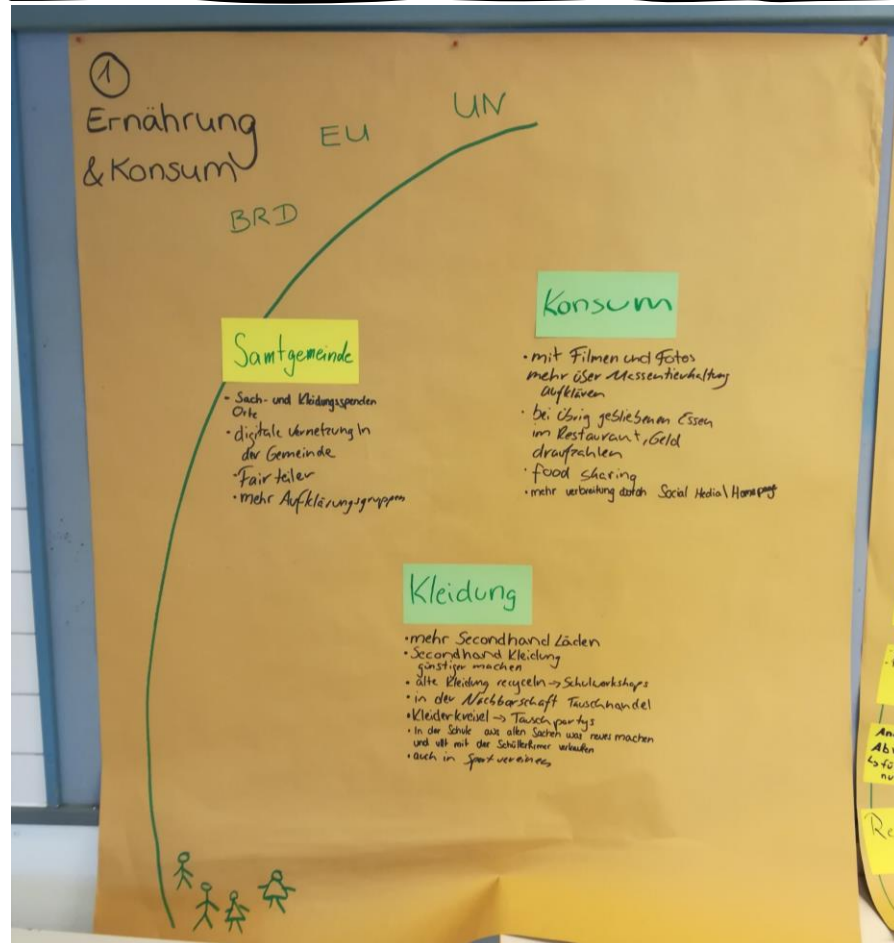 1
Ernährung
& Konsum
BRD
EU
UN
Samtgemeinde
• Sach- und Kleidungsspenden
Orte
• digitale Vernetzung in
der Gemeinde
• Fair teiler
• mehr Aufklärungsgruppen
Konsum
• mit Filmen und Fotos
mehr über Massentierhaltung
aufklären
• bei übrig gebliebenem Essen
im Restaurant, Geld
draufzahlen
• food sharing
• mehr verbreitung durch Social Media \ Homepage
Kleidung
• mehr Secondhand Läden
• Secondhand Kleidung
günstiger machen
• alte Kleidung recyceln → Schulworkshops
• in der Nachbarschaft Tauschhandel
• Kleiderkreisel → Tauschpartys
• In der Schule aus alten Sachen was neues machen
und vllt mit der Schülerfirmer verkaufen
• auch in Sportvereinen